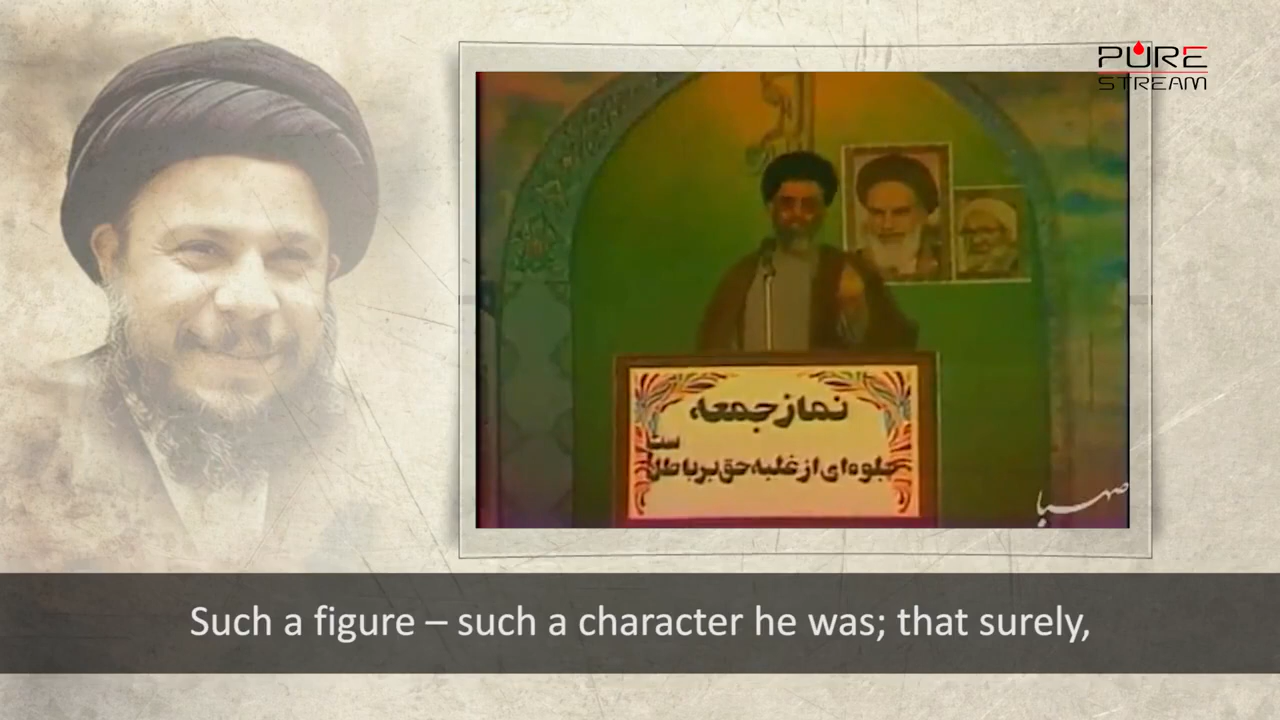 PURE
STREAM
نماز جمعه،
جلوه‌ای از غلبه حق بر باطل
است
صهبا
Such a figure – such a character he was; that surely,